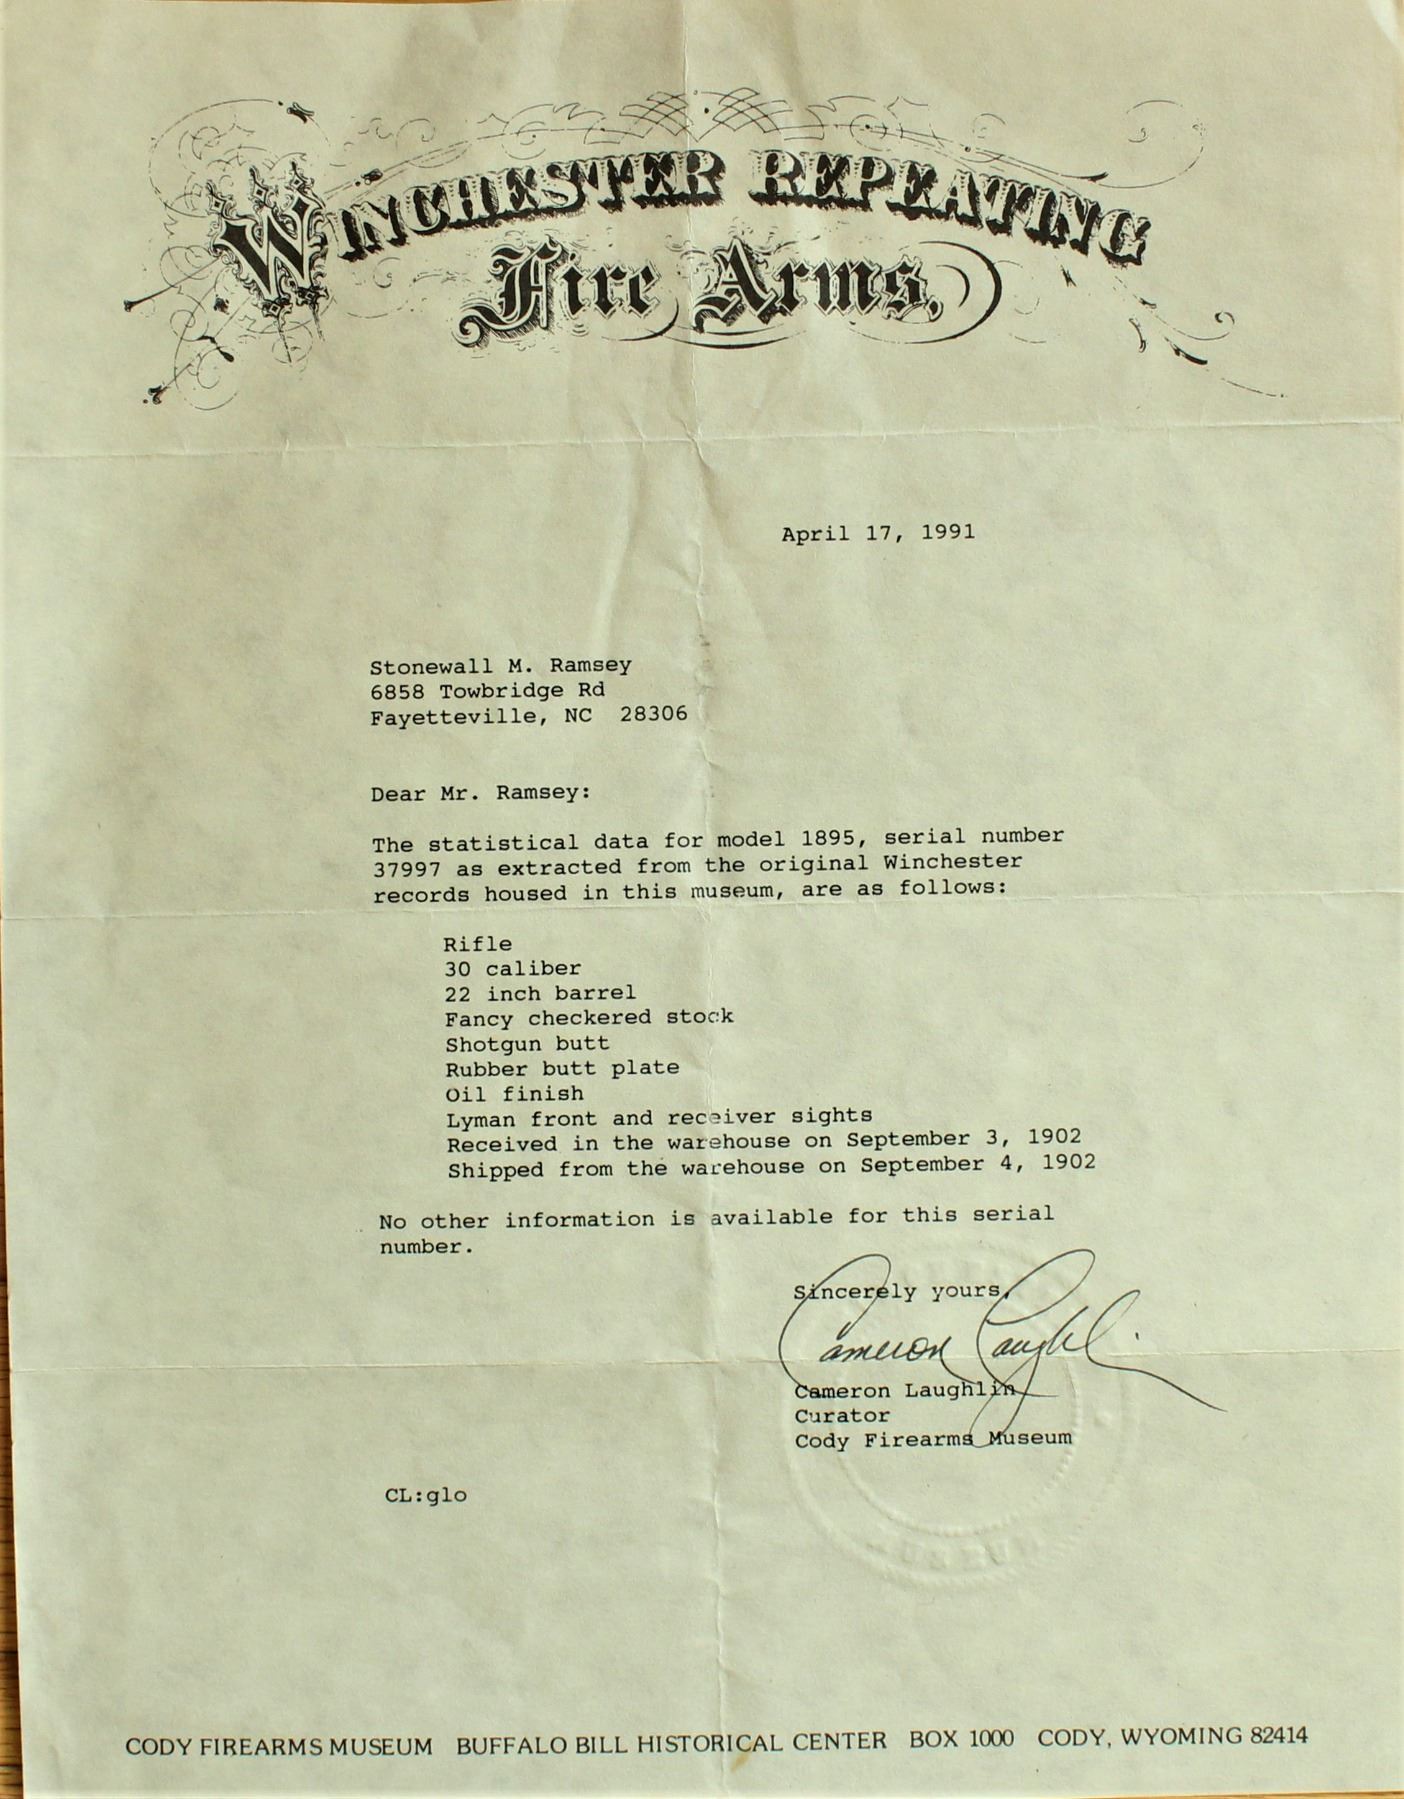 WINCHESTER REPEATING
Fire Arms,
April 17, 1991
Stonewall M. Ramsey
6858 Towbridge Rd
Fayetteville, NC 28306
Dear Mr. Ramsey:
The statistical data for model 1895, serial number
37997 as extracted from the original Winchester
records housed in this museum, are as follows:
Rifle
30 caliber
22 inch barrel
Fancy checkered stock
Shotgun butt
Rubber butt plate
Oil finish
Lyman front and receiver sights
Received in the warehouse on September 3, 1902
Shipped from the warehouse on September 4, 1902
No other information is available for this serial
number.
Sincerely yours,
Cameron Laughlin
Cameron Laughlin
Curator
Cody Firearms Museum
CL:glo
CODY FIREARMS MUSEUM BUFFALO BILL HISTORICAL CENTER BOX 1000 CODY, WYOMING 82414